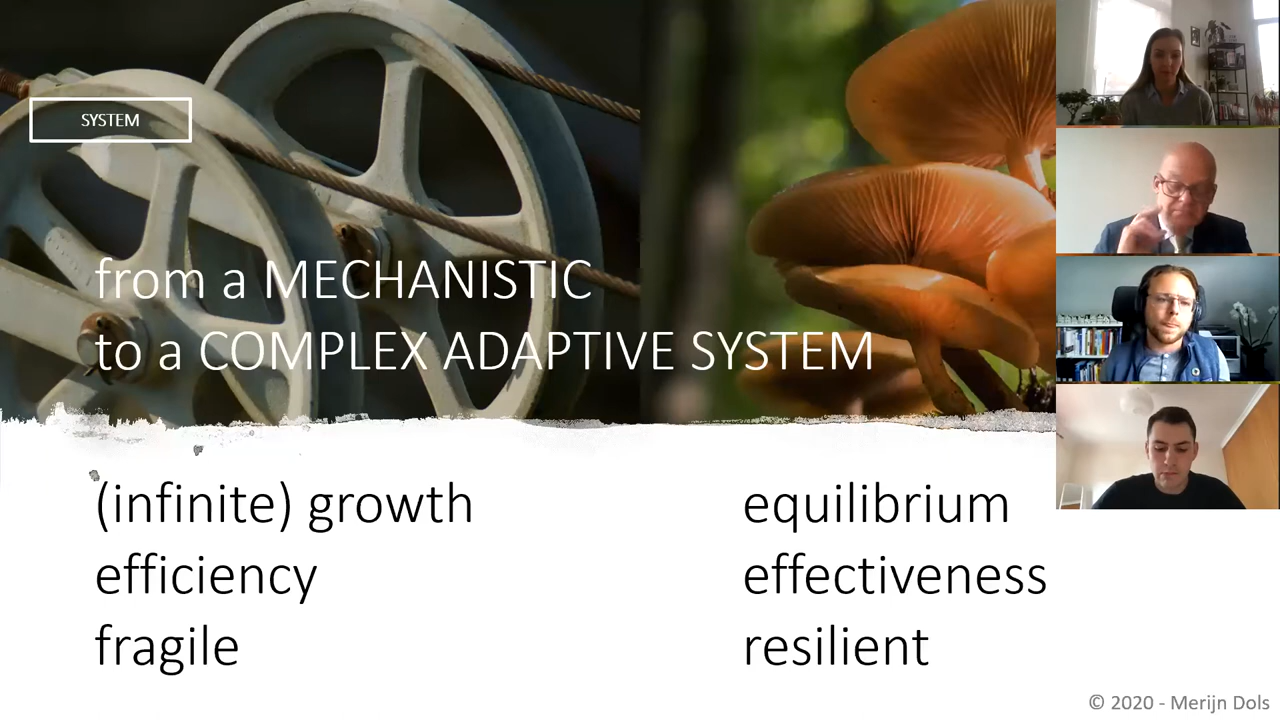 SYSTEM
from a MECHANISTIC
to a COMPLEX ADAPTIVE SYSTEM
(infinite) growth
efficiency
fragile
equilibrium
effectiveness
resilient
© 2020 - Merijn Dols